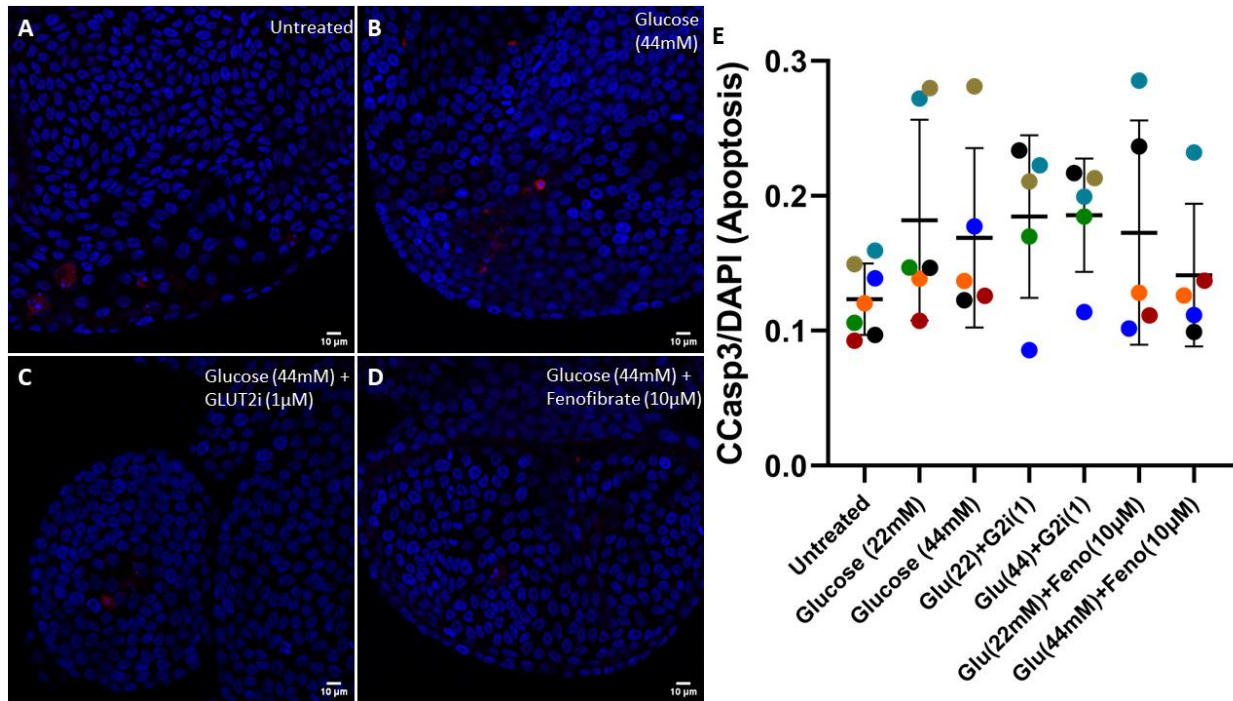 A
Untreated
10 µm
B
Glucose
(44mM)
10 µm
C
Glucose (44mM) +
GLUT2i (1µM)
10 µm
D
Glucose (44mM) +
Fenofibrate (10µM)
10 µm
E
CCasp3/DAPI (Apoptosis)
0.3
0.2
0.1
0.0
Untreated
Glucose (22mM)
Glucose (44mM)
Glu(22)+G2i(1)
Glu(44)+G2i(1)
Glu(22mM)+Feno(10µM)
Glu(44mM)+Feno(10µM)